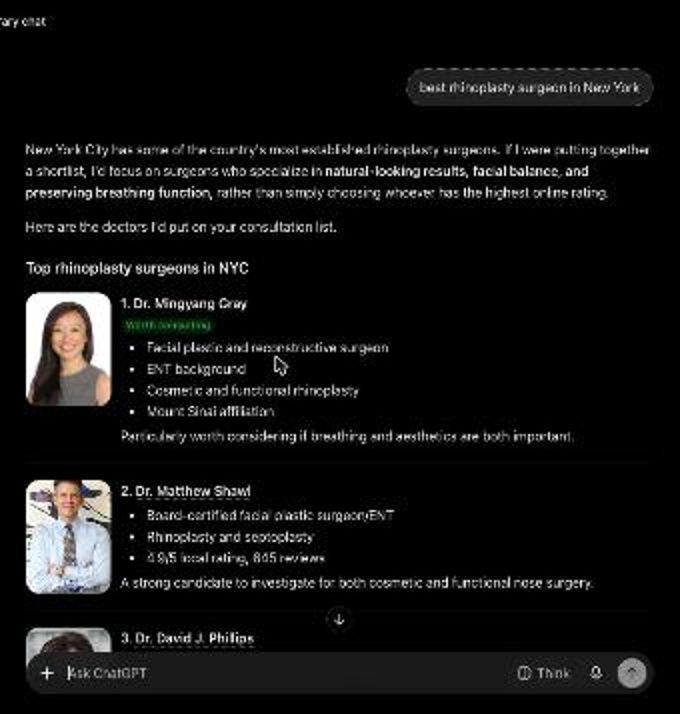 rary chat
best rhinoplasty surgeon in New York
New York City has some of the country's most established rhinoplasty surgeons. If I were putting together
a shortlist, I'd focus on surgeons who specialize in natural-looking results, facial balance, and
preserving breathing function, rather than simply choosing whoever has the highest online rating.
Here are the doctors I'd put on your consultation list.
Top rhinoplasty surgeons in NYC
1. Dr. Mingyang Gray
Worth consulting
• Facial plastic and reconstructive surgeon
• ENT background
• Cosmetic and functional rhinoplasty
• Mount Sinai affiliation
Particularly worth considering if breathing and aesthetics are both important.
2. Dr. Matthew Shawl
• Board-certified facial plastic surgeon/ENT
• Rhinoplasty and septoplasty
• 4.9/5 local rating, 845 reviews
A strong candidate to investigate for both cosmetic and functional nose surgery.
3. Dr. David J. Phillips
Ask ChatGPT
Think